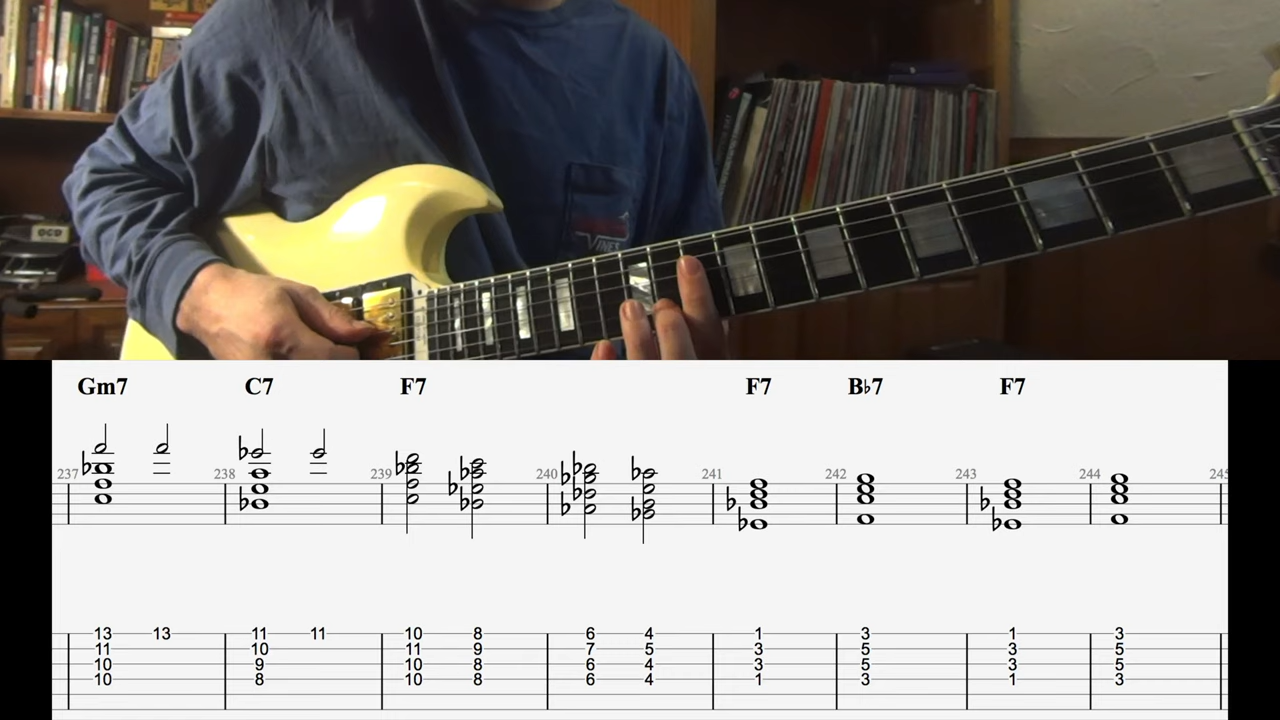 OCD
VINES
Gm7 C7 F7 F7 B♭7 F7
237 238 239 240 241 242 243 244 245
13 13 11 11 10 8 6 4 1 3 1 3
11 10 11 9 7 5 3 5 3 5
10 9 10 8 6 4 3 5 3 5
10 8 10 8 6 4 1 3 1 3